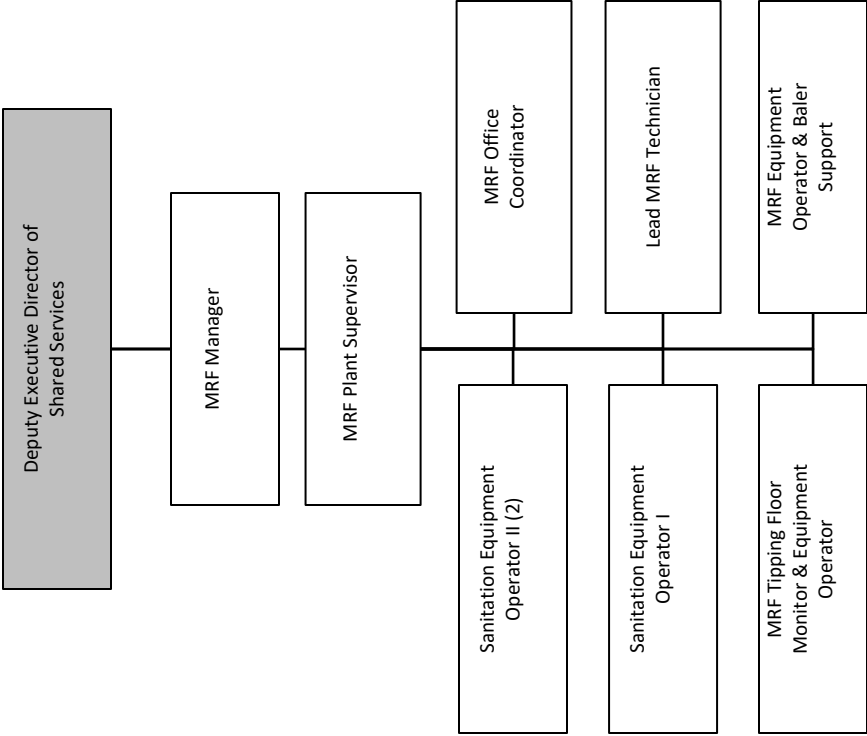 Deputy Executive Director of
Shared Services
MRF Manager
MRF Plant Supervisor
Sanitation Equipment
Operator II (2)
MRF Office
Coordinator
Sanitation Equipment
Operator I
Lead MRF Technician
MRF Tipping Floor
Monitor & Equipment
Operator
MRF Equipment
Operator & Baler
Support